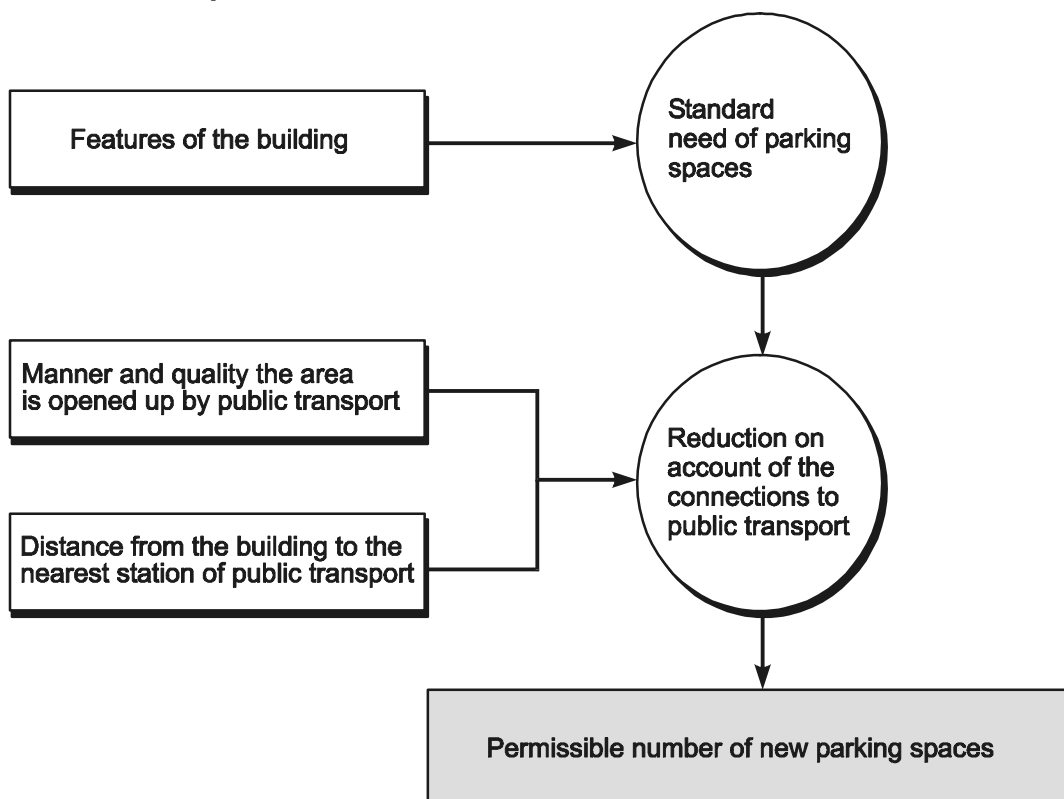 Features of the building
Standard
need of parking
spaces
Manner and quality the area
is opened up by public transport
Reduction on
account of the
connections to
public transport
Distance from the building to the
nearest station of public transport
Permissible number of new parking spaces